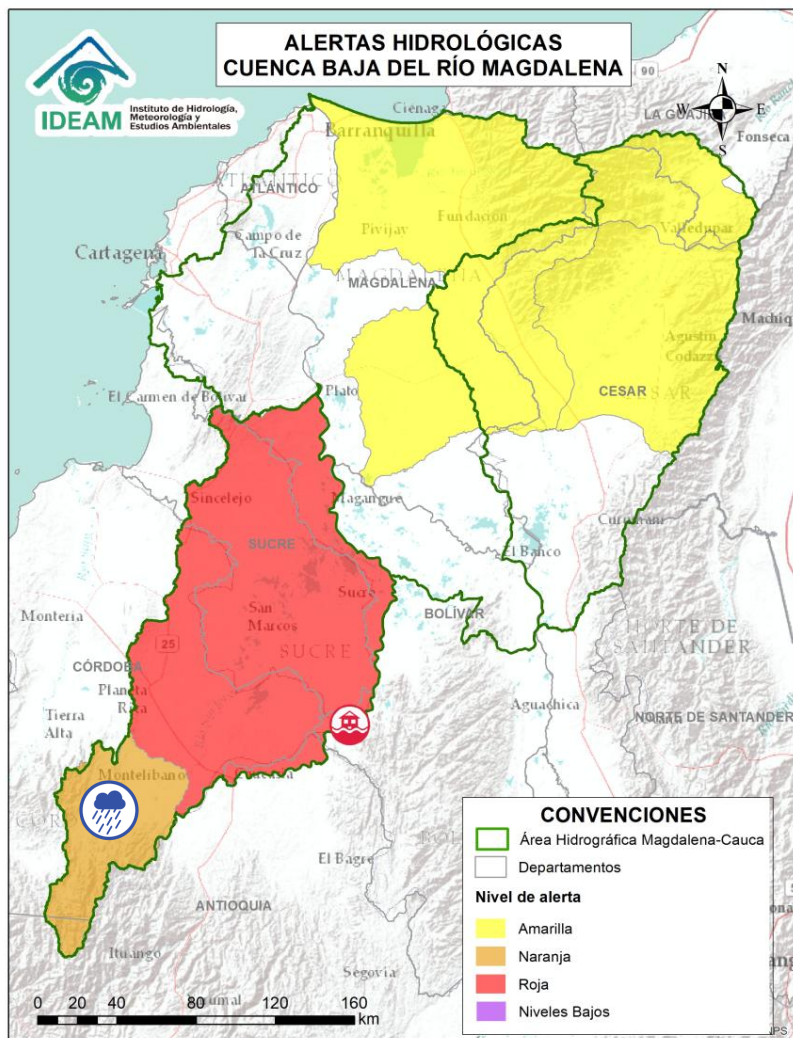 ALERTAS HIDROLÓGICAS
CUENCA BAJA DEL RÍO MAGDALENA
IDEAM
Instituto de Hidrología,
Meteorología y
Estudios Ambientales
N
W
E
S
90
Ciénaga
LA GUAJIRA
Fonseca
Barranquilla
ATLÁNTICO
Pivijay
Fundación
Valledupar
Cartagena
Campo de
la Cruz
MAGDALENA
Machiq
Agustín
Codazzi
CESAR
El Carmen de Bolívar
Plato
Sincelejo
Magangué
SUCRE
Curumaní
El Banco
Sucre
BOLÍVAR
San
Marcos
SUCRE
Montería
25
NORTE DE
SANTANDER
CÓRDOBA
Planeta
Rica
Aguachica
Tierra
Alta
NORTE DE SANTANDER
Montelíbano
Caucasia
El Bagre
ANTIOQUIA
Ituango
Segovia
CONVENCIONES
Área Hidrográfica Magdalena-Cauca
Departamentos
Nivel de alerta
Amarilla
Naranja
Roja
Niveles Bajos
0 20 40 80 120 160
km